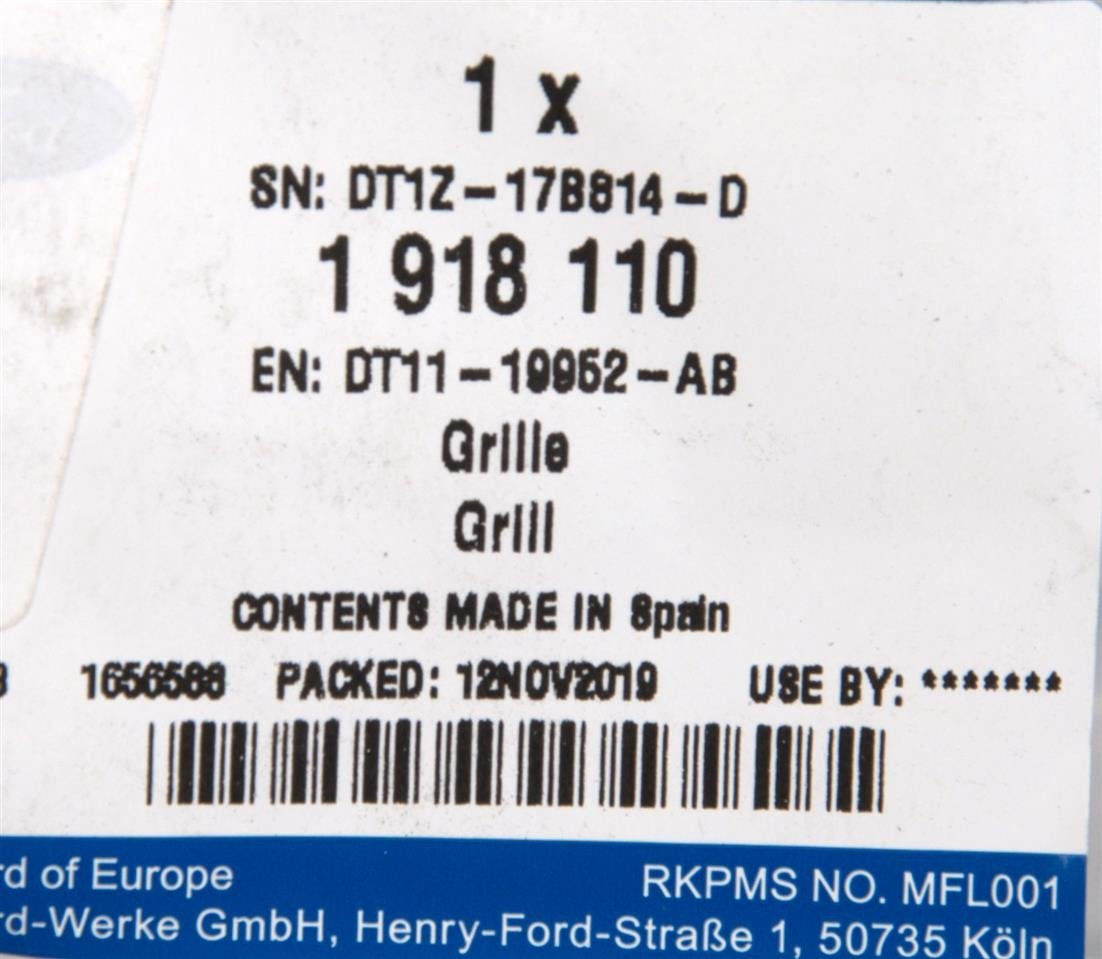 1 x
SN: DT1Z-17B814-D
1 918 110
EN: DT11-19952-AB
Grille
Grill
CONTENTS MADE IN Spain
1656588 PACKED: 12NOV2019 USE BY: *******
rd of Europe
RKPMS NO. MFL001
rd-Werke GmbH, Henry-Ford-Straße 1, 50735 Köln